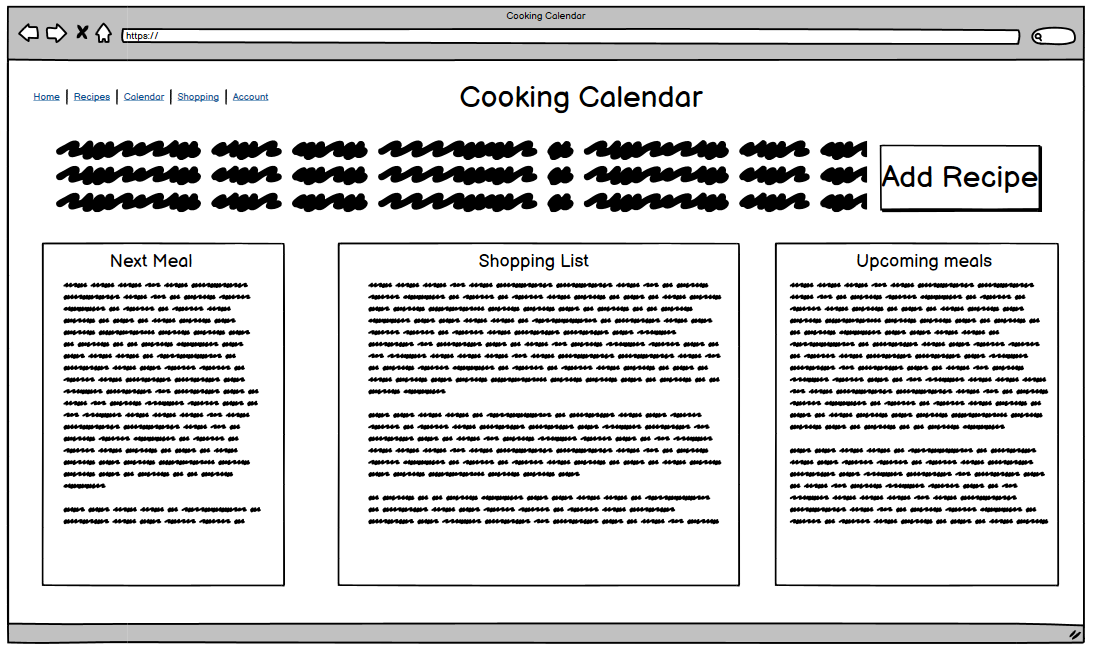 Cooking Calendar
https://
Home | Recipes | Calendar | Shopping | Account
Cooking Calendar
Add Recipe
Next Meal
Shopping List
Upcoming meals